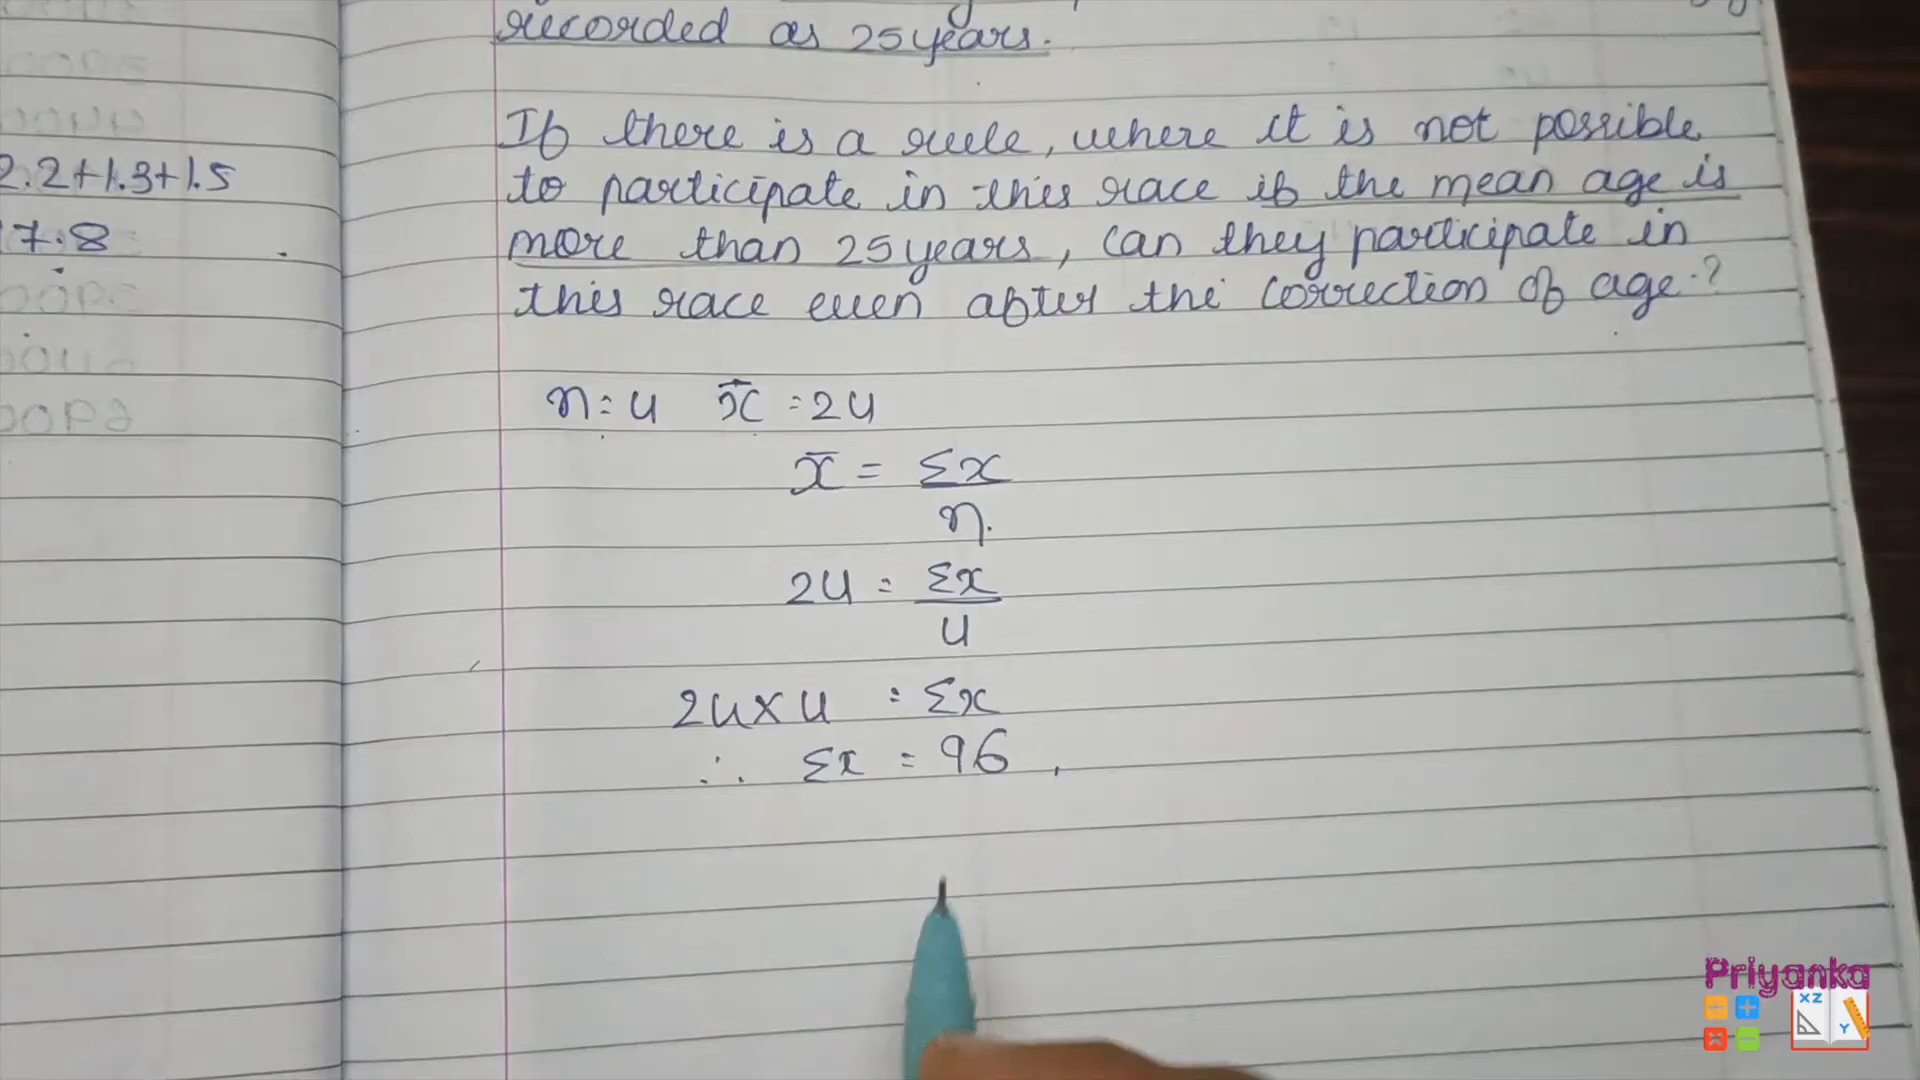 recorded as 25 years.
If there is a rule, where it is not possible
to participate in this race if the mean age is
more than 25 years, can they participate in
this race even after the correction of age.?
2.2+1.3+1.5
7.8
n = 4 x̄ = 24
x̄ = Σx
n.
24 = Σx
4
24 × 4 = Σx
∴ Σx = 96
Priyanka
XZ
Y